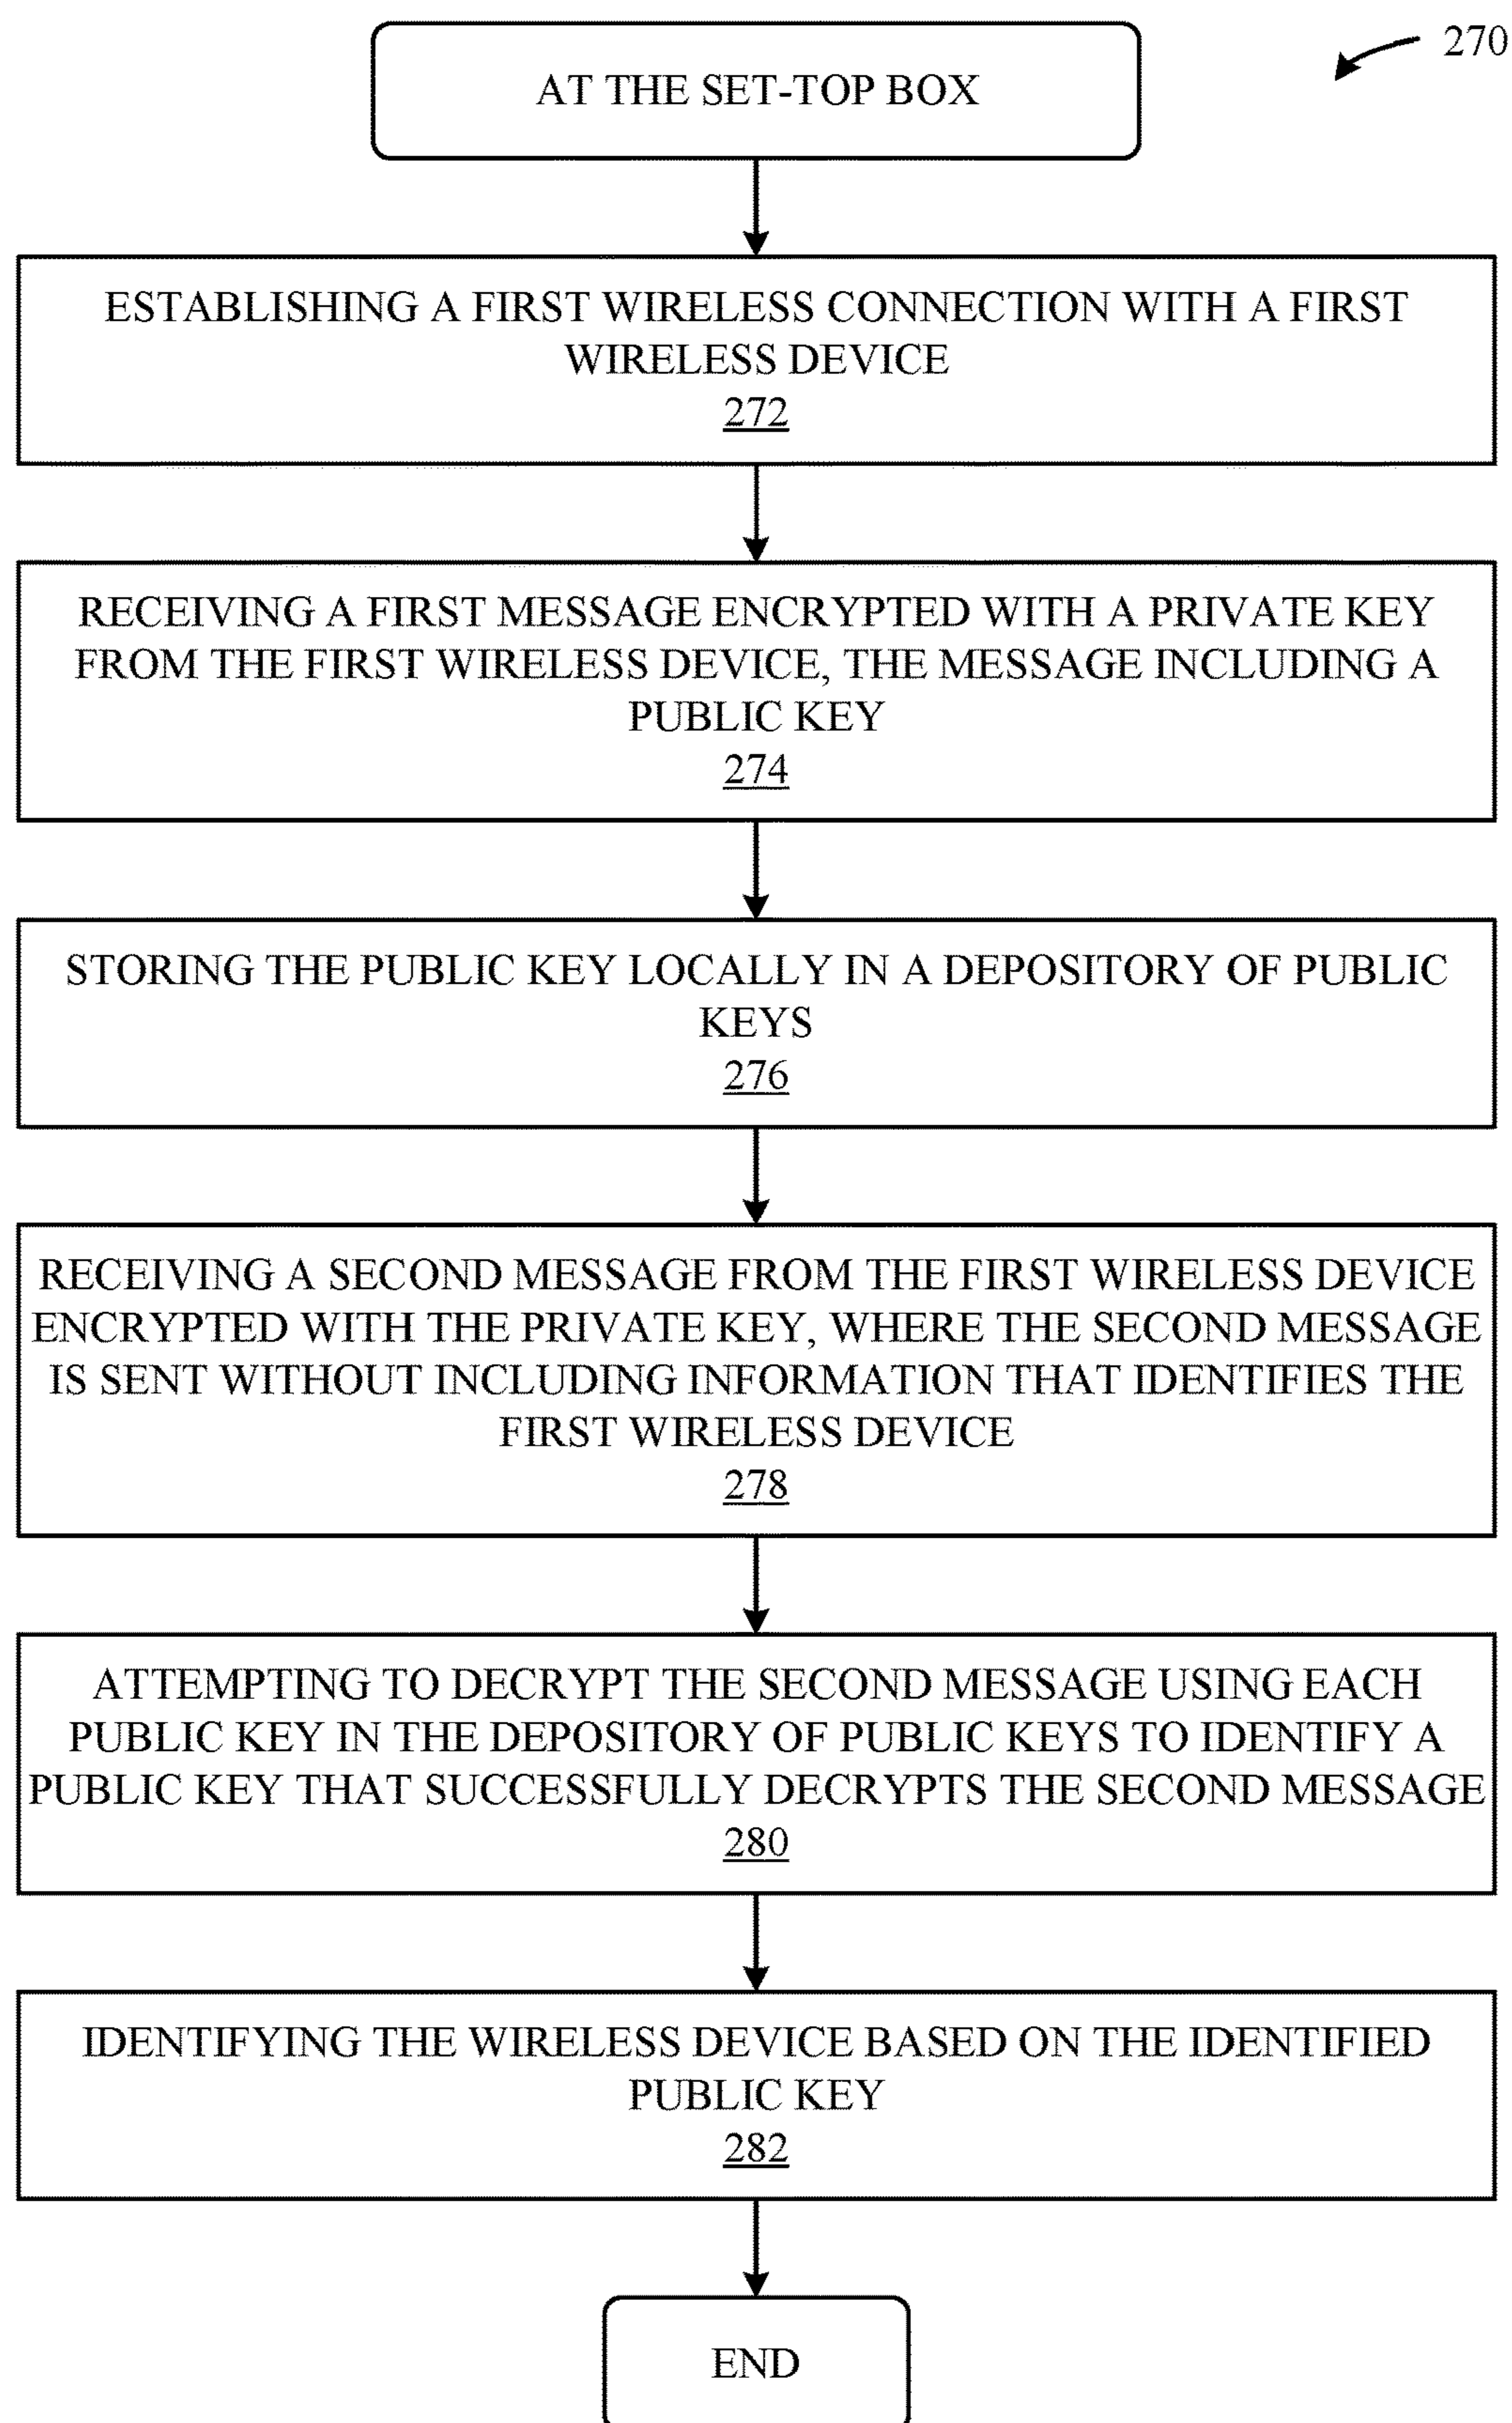 270
AT THE SET-TOP BOX
ESTABLISHING A FIRST WIRELESS CONNECTION WITH A FIRST
WIRELESS DEVICE
272
RECEIVING A FIRST MESSAGE ENCRYPTED WITH A PRIVATE KEY
FROM THE FIRST WIRELESS DEVICE, THE MESSAGE INCLUDING A
PUBLIC KEY
274
STORING THE PUBLIC KEY LOCALLY IN A DEPOSITORY OF PUBLIC
KEYS
276
RECEIVING A SECOND MESSAGE FROM THE FIRST WIRELESS DEVICE
ENCRYPTED WITH THE PRIVATE KEY, WHERE THE SECOND MESSAGE
IS SENT WITHOUT INCLUDING INFORMATION THAT IDENTIFIES THE
FIRST WIRELESS DEVICE
278
ATTEMPTING TO DECRYPT THE SECOND MESSAGE USING EACH
PUBLIC KEY IN THE DEPOSITORY OF PUBLIC KEYS TO IDENTIFY A
PUBLIC KEY THAT SUCCESSFULLY DECRYPTS THE SECOND MESSAGE
280
IDENTIFYING THE WIRELESS DEVICE BASED ON THE IDENTIFIED
PUBLIC KEY
282
END